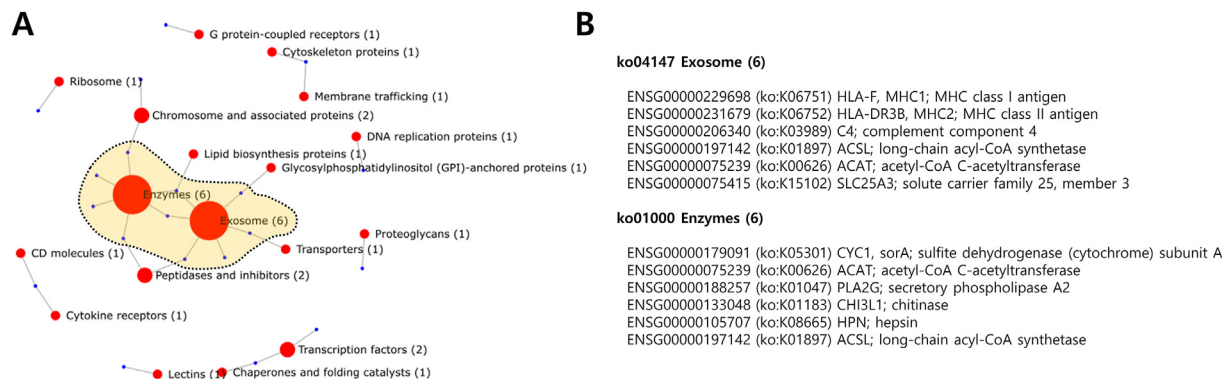 A
G protein-coupled receptors (1)
Cytoskeleton proteins (1)
Ribosome (1)
Membrane trafficking (1)
Chromosome and associated proteins (2)
DNA replication proteins (1)
Lipid biosynthesis proteins (1)
Glycosylphosphatidylinositol (GPI)-anchored proteins (1)
Enzymes (6)
Exosome (6)
Proteoglycans (1)
CD molecules (1)
Transporters (1)
Peptidases and inhibitors (2)
Cytokine receptors (1)
Transcription factors (2)
Lectins (1)
Chaperones and folding catalysts (1)
B
ko04147 Exosome (6)
ENSG00000229698 (ko:K06751) HLA-F, MHC1; MHC class I antigen
ENSG00000231679 (ko:K06752) HLA-DR3B, MHC2; MHC class II antigen
ENSG00000206340 (ko:K03989) C4; complement component 4
ENSG00000197142 (ko:K01897) ACSL; long-chain acyl-CoA synthetase
ENSG00000075239 (ko:K00626) ACAT; acetyl-CoA C-acetyltransferase
ENSG00000075415 (ko:K15102) SLC25A3; solute carrier family 25, member 3
ko01000 Enzymes (6)
ENSG00000179091 (ko:K05301) CYC1, sorA; sulfite dehydrogenase (cytochrome) subunit A
ENSG00000075239 (ko:K00626) ACAT; acetyl-CoA C-acetyltransferase
ENSG00000188257 (ko:K01047) PLA2G; secretory phospholipase A2
ENSG00000133048 (ko:K01183) CHI3L1; chitinase
ENSG00000105707 (ko:K08665) HPN; hepsin
ENSG00000197142 (ko:K01897) ACSL; long-chain acyl-CoA synthetase